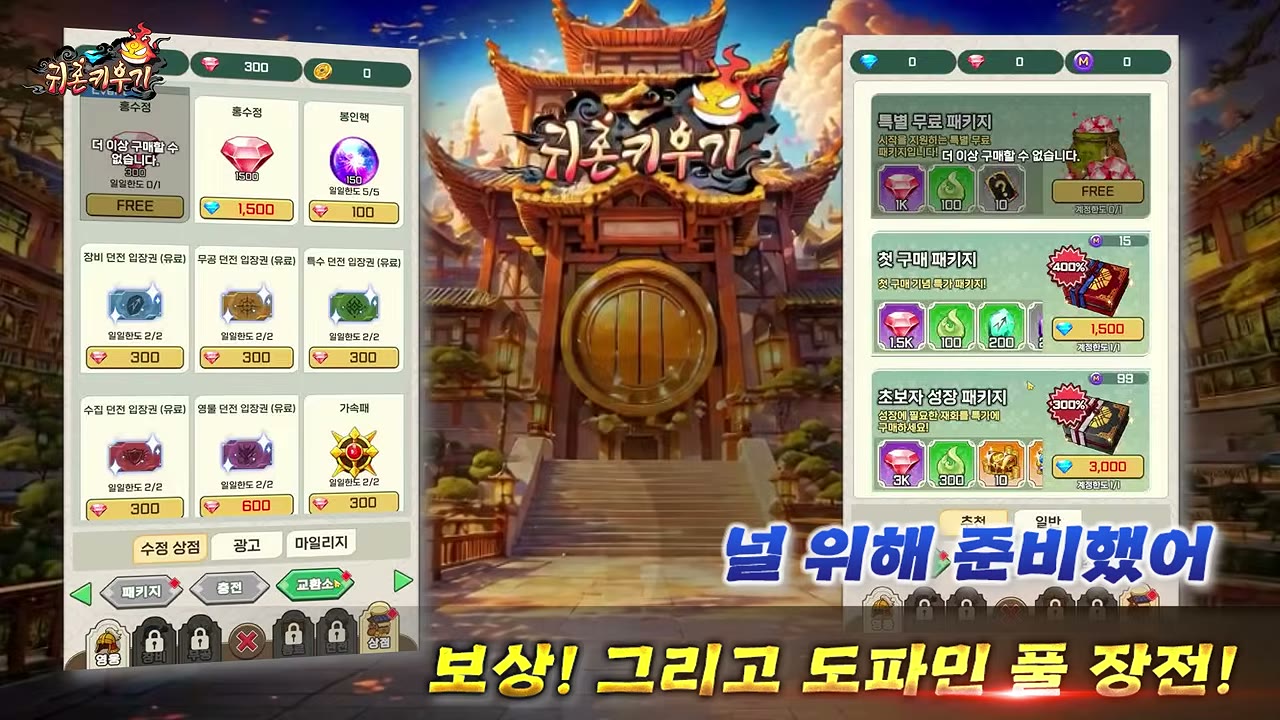 귀혼키우기
300
0
홍수정
더 이상 구매할 수
없습니다.
300
일일한도 0/1
FREE
홍수정
1500
1,500
봉인핵
150
일일한도 5/5
100
장비 던전 입장권 (유료)
일일한도 2/2
300
무공 던전 입장권 (유료)
일일한도 2/2
300
특수 던전 입장권 (유료)
일일한도 2/2
300
수집 던전 입장권 (유료)
일일한도 2/2
300
영물 던전 입장권 (유료)
일일한도 2/2
600
가속패
일일한도 2/2
300
수정 상점
광고
마일리지
패키지
충전
교환소
영웅
상점
귀혼키우기
0
0
M
0
특별 무료 패키지
시작을 지원하는 특별 무료
패키지입니다!
더 이상 구매할 수 없습니다.
1K
100
?
10
FREE
계정한도 0/1
첫 구매 패키지
첫 구매 기념 특가 패키지!
M
15
400%
1.5K
100
200
1,500
계정한도 1/1
초보자 성장 패키지
성장에 필요한 재화를 특가에
구매하세요!
M
99
300%
3K
300
10
3,000
계정한도 1/1
추천
일반
널 위해 준비했어
보상! 그리고 도파민 풀 장전!